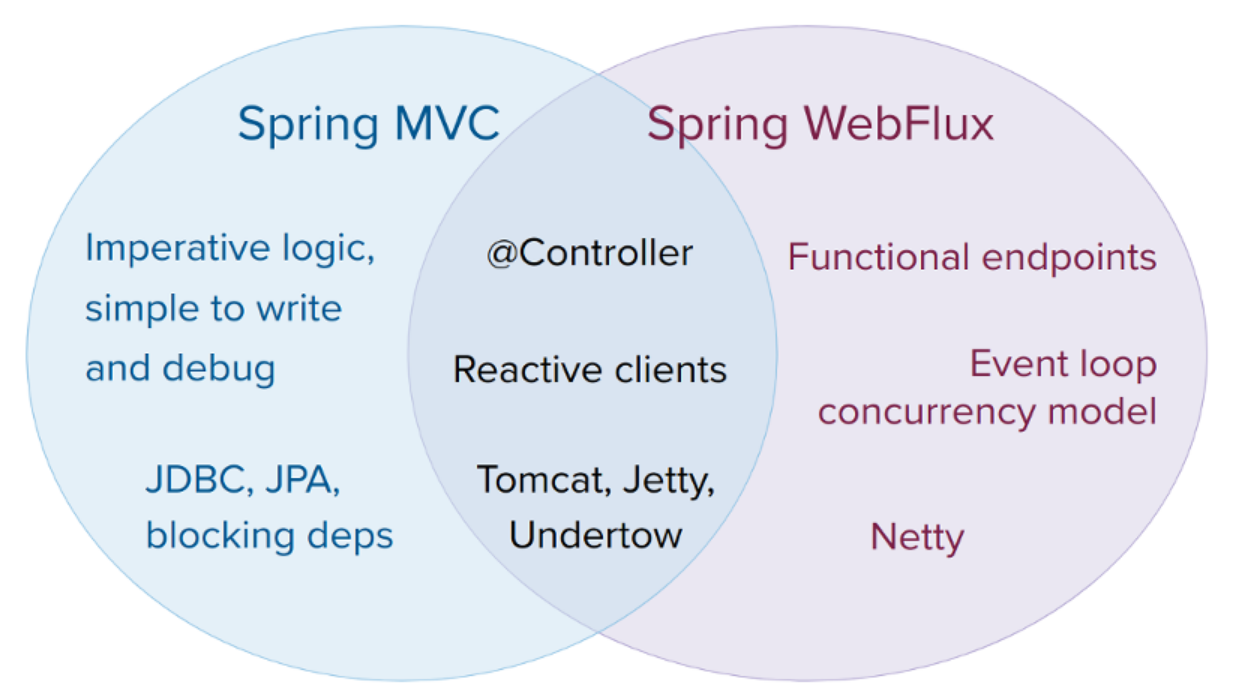 Spring MVC
Spring WebFlux
Imperative logic,
simple to write
and debug
JDBC, JPA,
blocking deps
@Controller
Reactive clients
Tomcat, Jetty,
Undertow
Functional endpoints
Event loop
concurrency model
Netty